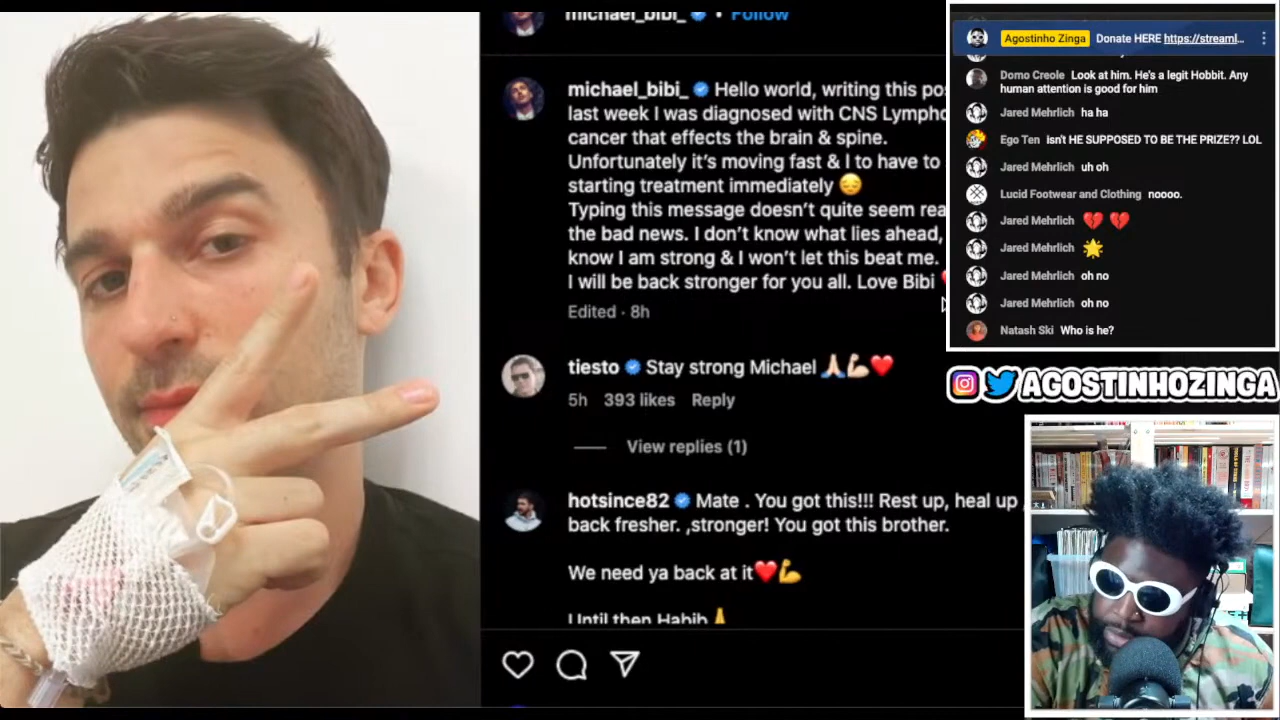 michael_bibi_ • Follow
michael_bibi_ Hello world, writing this pos
last week I was diagnosed with CNS Lympho
cancer that effects the brain & spine.
Unfortunately it’s moving fast & I to have to
starting treatment immediately 😔
Typing this message doesn’t quite seem rea
the bad news. I don’t know what lies ahead,
know I am strong & I won’t let this beat me.
I will be back stronger for you all. Love Bibi
Edited · 8h
tiesto Stay strong Michael 🙏🏻💪🏼❤️
5h 393 likes Reply
View replies (1)
hotsince82 Mate . You got this!!! Rest up, heal up
back fresher. ,stronger! You got this brother.
We need ya back at it❤️💪
Until then Habib 🙏
Agostinho Zinga Donate HERE https://streaml...
Domo Creole Look at him. He's a legit Hobbit. Any
human attention is good for him
Jared Mehrlich ha ha
Ego Ten isn't HE SUPPOSED TO BE THE PRIZE?? LOL
Jared Mehrlich uh oh
Lucid Footwear and Clothing noooo.
Jared Mehrlich 💔 💔
Jared Mehrlich 🌟
Jared Mehrlich oh no
Jared Mehrlich oh no
Natash Ski Who is he?
AGOSTINHOZINGA